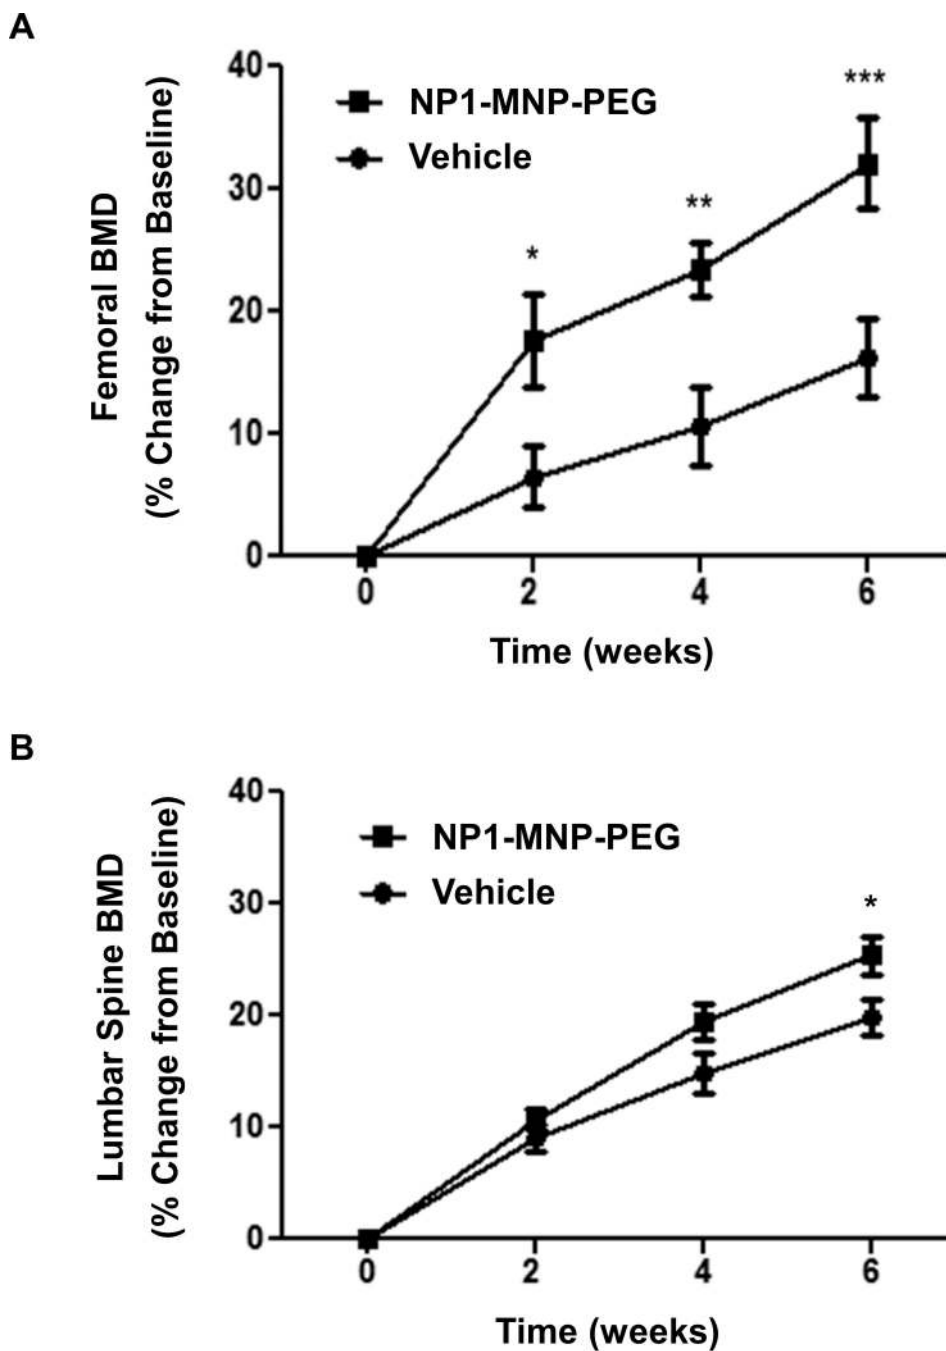 A
40
30
20
10
0
Femoral BMD
(% Change from Baseline)
NP1-MNP-PEG
Vehicle
*
**
***
0 2 4 6
Time (weeks)
B
40
30
20
10
0
Lumbar Spine BMD
(% Change from Baseline)
NP1-MNP-PEG
Vehicle
*
0 2 4 6
Time (weeks)